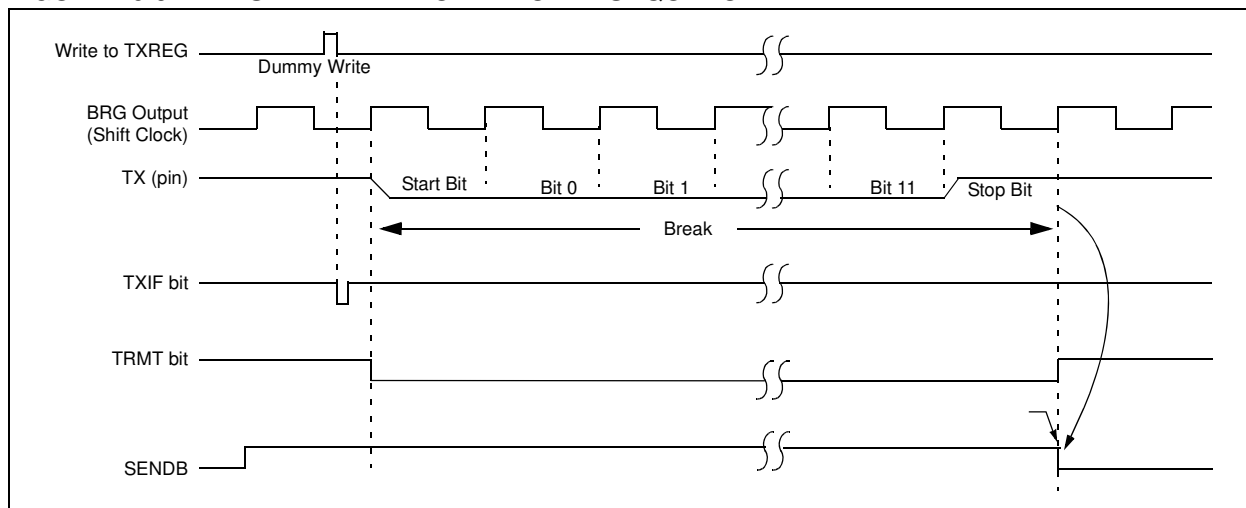 Write to TXREG
Dummy Write
BRG Output
(Shift Clock)
TX (pin)
Start Bit
Bit 0
Bit 1
Bit 11
Stop Bit
Break
TXIF bit
TRMT bit
SENDB